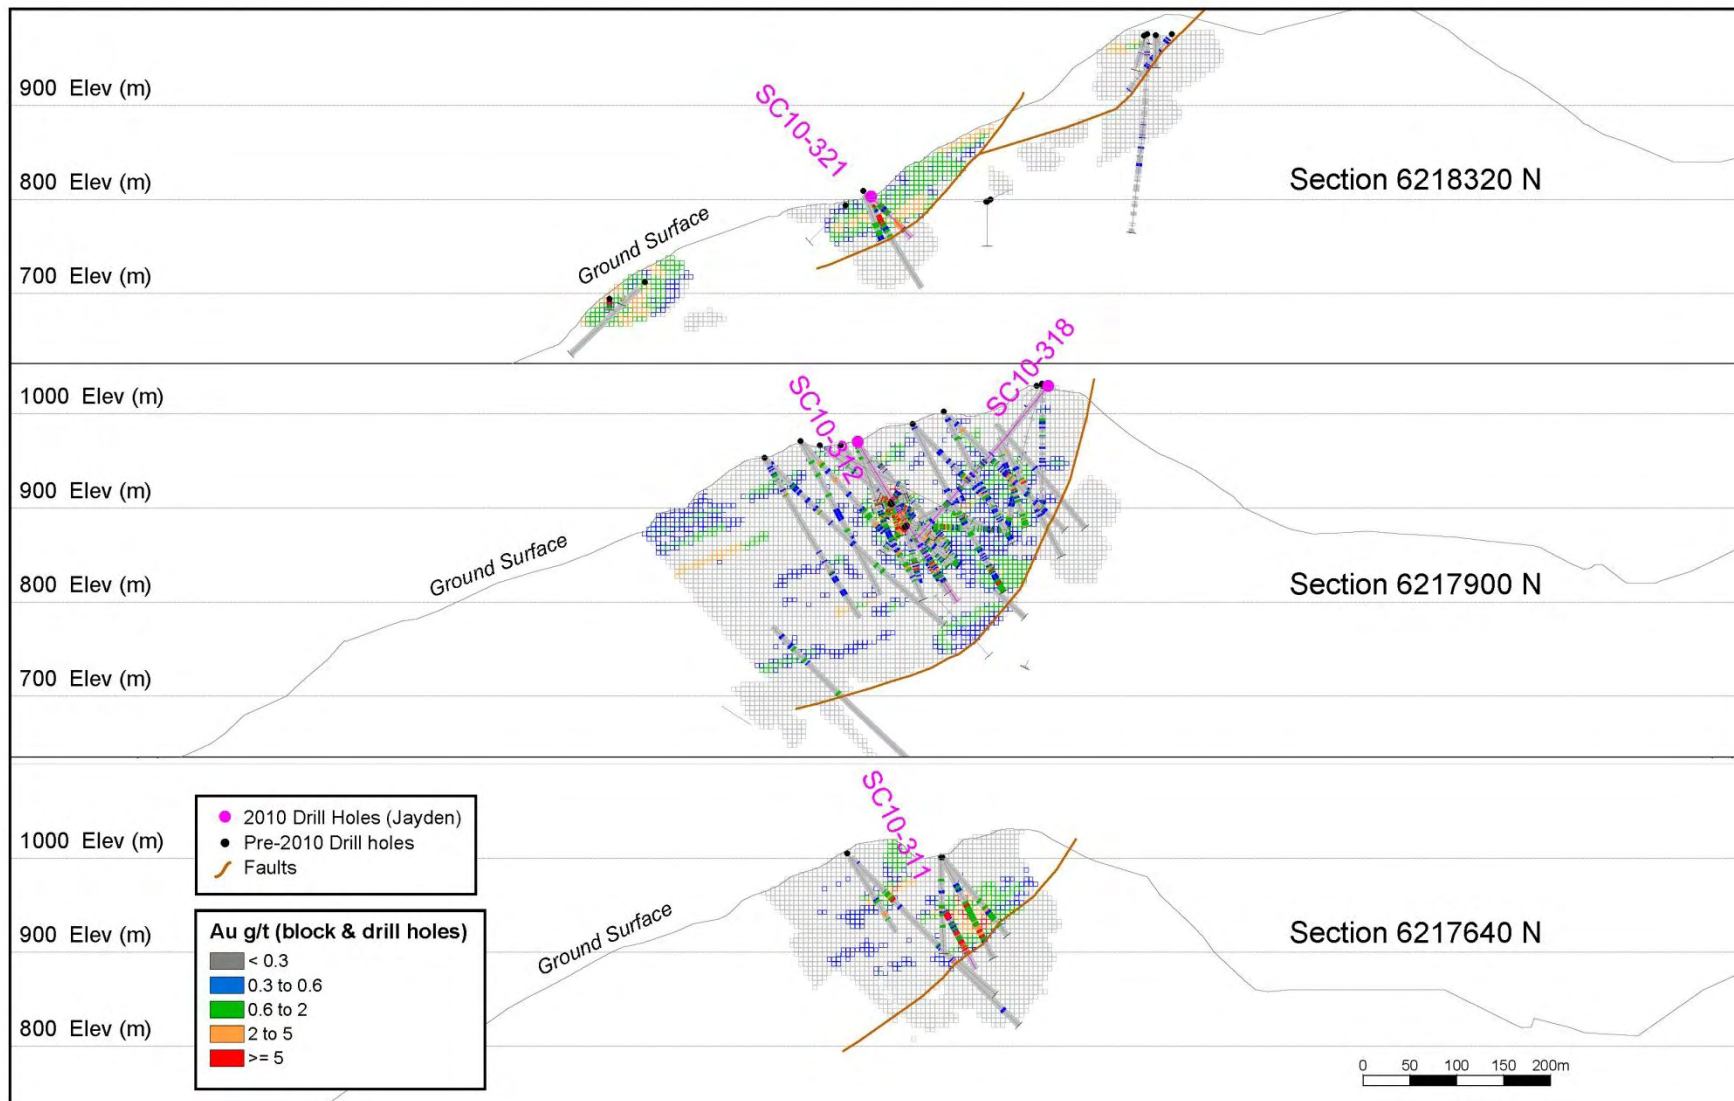 900 Elev (m)
SC10-321
800 Elev (m)
Section 6218320 N
Ground Surface
700 Elev (m)
SC10-318
1000 Elev (m)
SC10-312
900 Elev (m)
Ground Surface
800 Elev (m)
Section 6217900 N
700 Elev (m)
SC10-311
2010 Drill Holes (Jayden)
Pre-2010 Drill holes
Faults
1000 Elev (m)
Au g/t (block & drill holes)
< 0.3
0.3 to 0.6
0.6 to 2
2 to 5
>= 5
900 Elev (m)
Ground Surface
Section 6217640 N
800 Elev (m)
0 50 100 150 200m